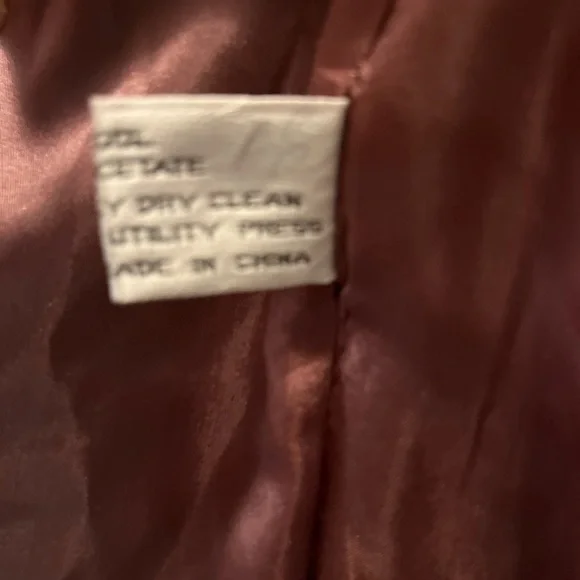 OOL
CETATE
Y DRY CLEAN
UTILITY PRESS
ADE IN CHINA